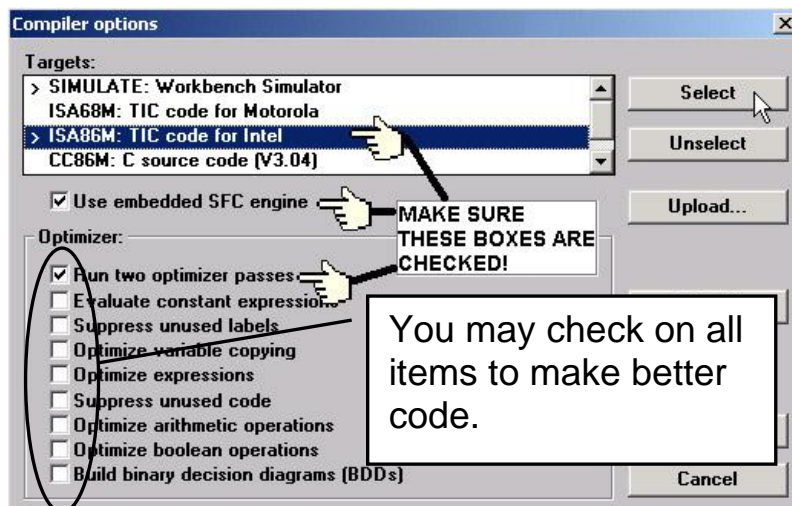 Compiler options
Targets:
> SIMULATE: Workbench Simulator
ISA68M: TIC code for Motorola
> ISA86M: TIC code for Intel
CC86M: C source code (V3.04)
Select
Unselect
Upload...
Use embedded SFC engine
MAKE SURE
THESE BOXES ARE
CHECKED!
Optimizer:
Run two optimizer passes
Evaluate constant expressions
Suppress unused labels
Optimize variable copying
Optimize expressions
Suppress unused code
Optimize arithmetic operations
Optimize boolean operations
Build binary decision diagrams (BDDs)
You may check on all
items to make better
code.
Cancel